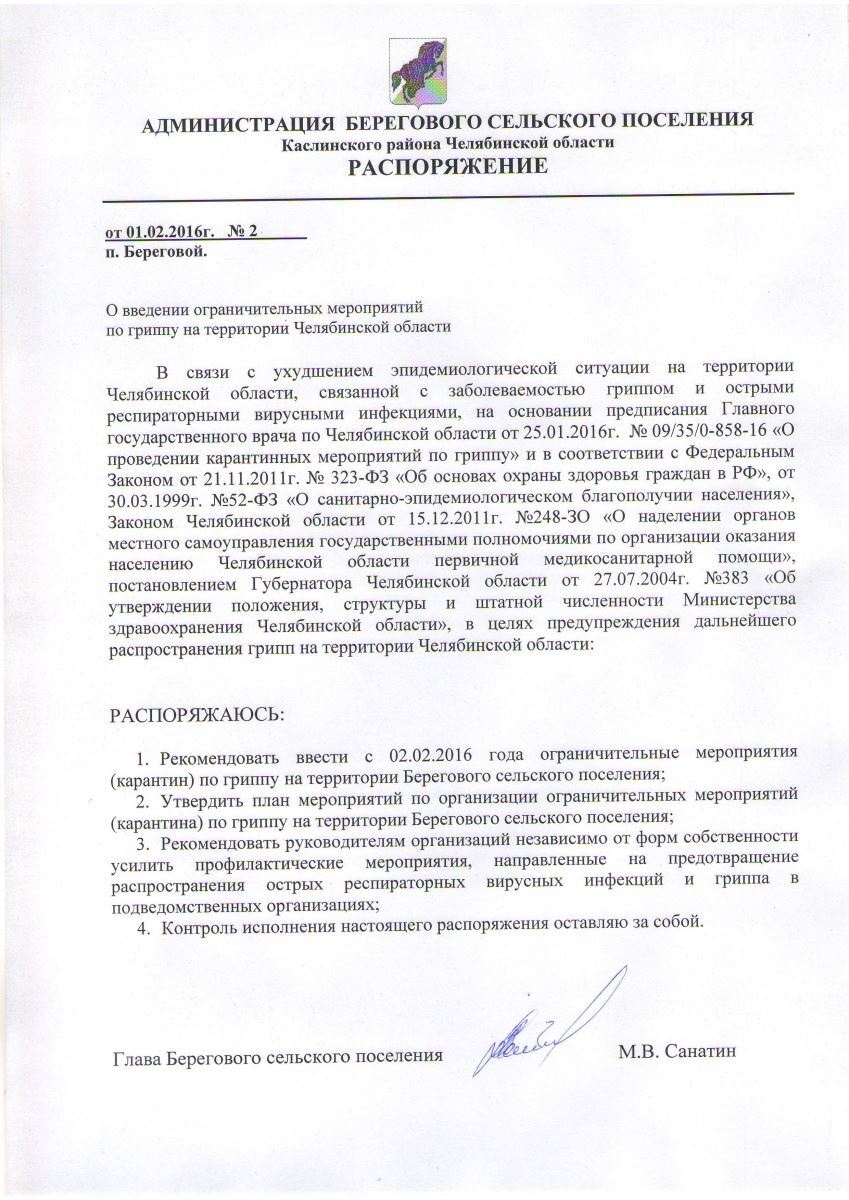 АДМИНИСТРАЦИЯ БЕРЕГОВОГО СЕЛЬСКОГО ПОСЕЛЕНИЯ
Каслинского района Челябинской области
РАСПОРЯЖЕНИЕ
от 01.02.2016г. № 2
п. Береговой.
О введении ограничительных мероприятий
по гриппу на территории Челябинской области
В связи с ухудшением эпидемиологической ситуации на территории
Челябинской области, связанной с заболеваемостью гриппом и острыми
респираторными вирусными инфекциями, на основании предписания Главного
государственного врача по Челябинской области от 25.01.2016г. № 09/35/0-858-16 «О
проведении карантинных мероприятий по гриппу» и в соответствии с Федеральным
Законом от 21.11.2011г. № 323-ФЗ «Об основах охраны здоровья граждан в РФ», от
30.03.1999г. №52-ФЗ «О санитарно-эпидемиологическом благополучии населения»,
Законом Челябинской области от 15.12.2011г. №248-ЗО «О наделении органов
местного самоуправления государственными полномочиями по организации оказания
населению Челябинской области первичной медикосанитарной помощи»,
постановлением Губернатора Челябинской области от 27.07.2004г. №383 «Об
утверждении положения, структуры и штатной численности Министерства
здравоохранения Челябинской области», в целях предупреждения дальнейшего
распространения грипп на территории Челябинской области:
РАСПОРЯЖАЮСЬ:
1. Рекомендовать ввести с 02.02.2016 года ограничительные мероприятия
(карантин) по гриппу на территории Берегового сельского поселения;
2. Утвердить план мероприятий по организации ограничительных мероприятий
(карантина) по гриппу на территории Берегового сельского поселения;
3. Рекомендовать руководителям организаций независимо от форм собственности
усилить профилактические мероприятия, направленные на предотвращение
распространения острых респираторных вирусных инфекций и гриппа в
подведомственных организациях;
4. Контроль исполнения настоящего распоряжения оставляю за собой.
Глава Берегового сельского поселения М.В. Санатин